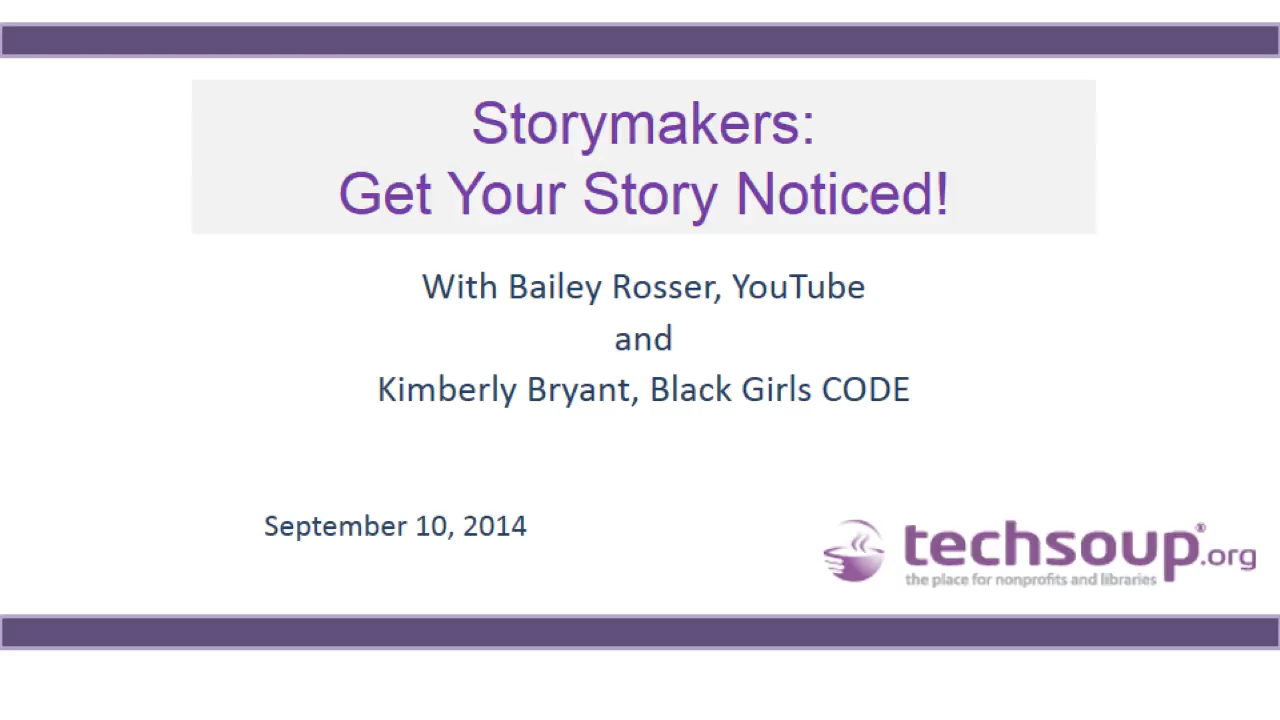 Storymakers:
Get Your Story Noticed!
With Bailey Rosser, YouTube
and
Kimberly Bryant, Black Girls CODE
September 10, 2014
techsoup®.org
the place for nonprofits and libraries